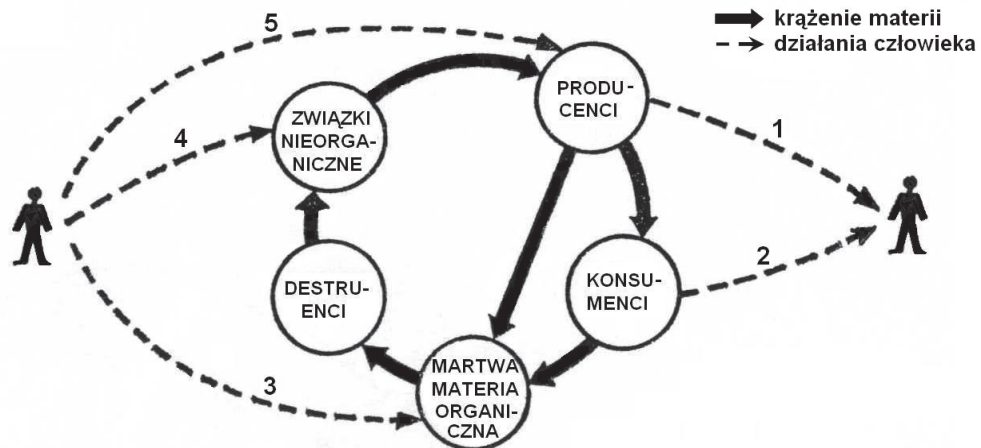 5
krążenie materii
działania człowieka
PRODU-
CENCI
1
ZWIĄZKI
NIEORGA-
NICZNE
4
2
DESTRU-
ENCI
KONSU-
MENCI
3
MARTWA
MATERIA
ORGANI-
CZNA